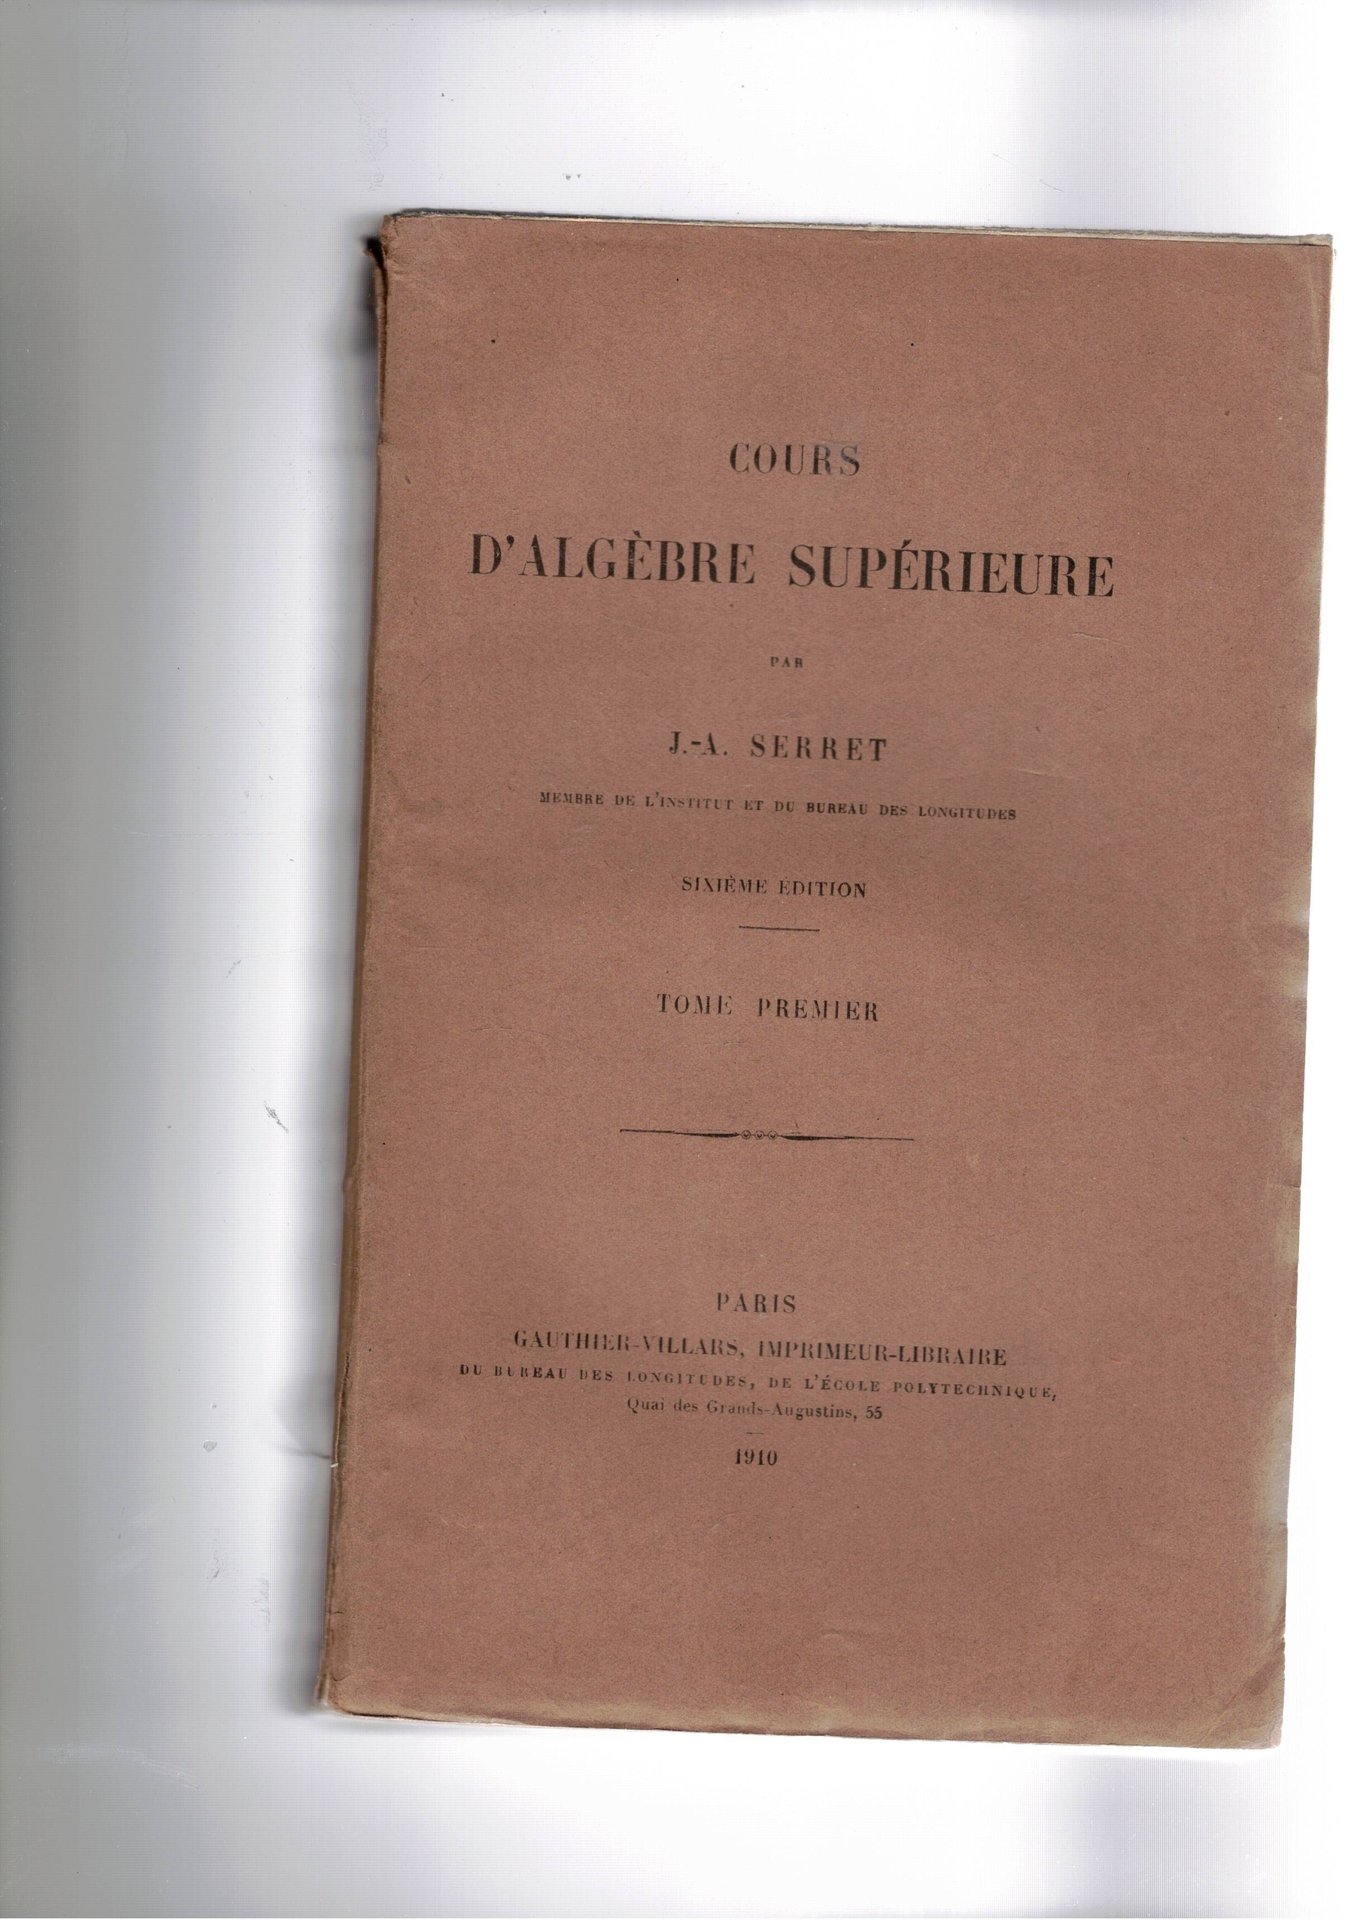 COURS
D'ALGÈBRE SUPÉRIEURE
PAR
J.-A. SERRET
MEMBRE DE L'INSTITUT ET DU BUREAU DES LONGITUDES
SIXIÈME ÉDITION
TOME PREMIER
PARIS
GAUTHIER-VILLARS, IMPRIMEUR-LIBRAIRE
DU BUREAU DES LONGITUDES, DE L'ÉCOLE POLYTECHNIQUE,
Quai des Grands-Augustins, 55
1910